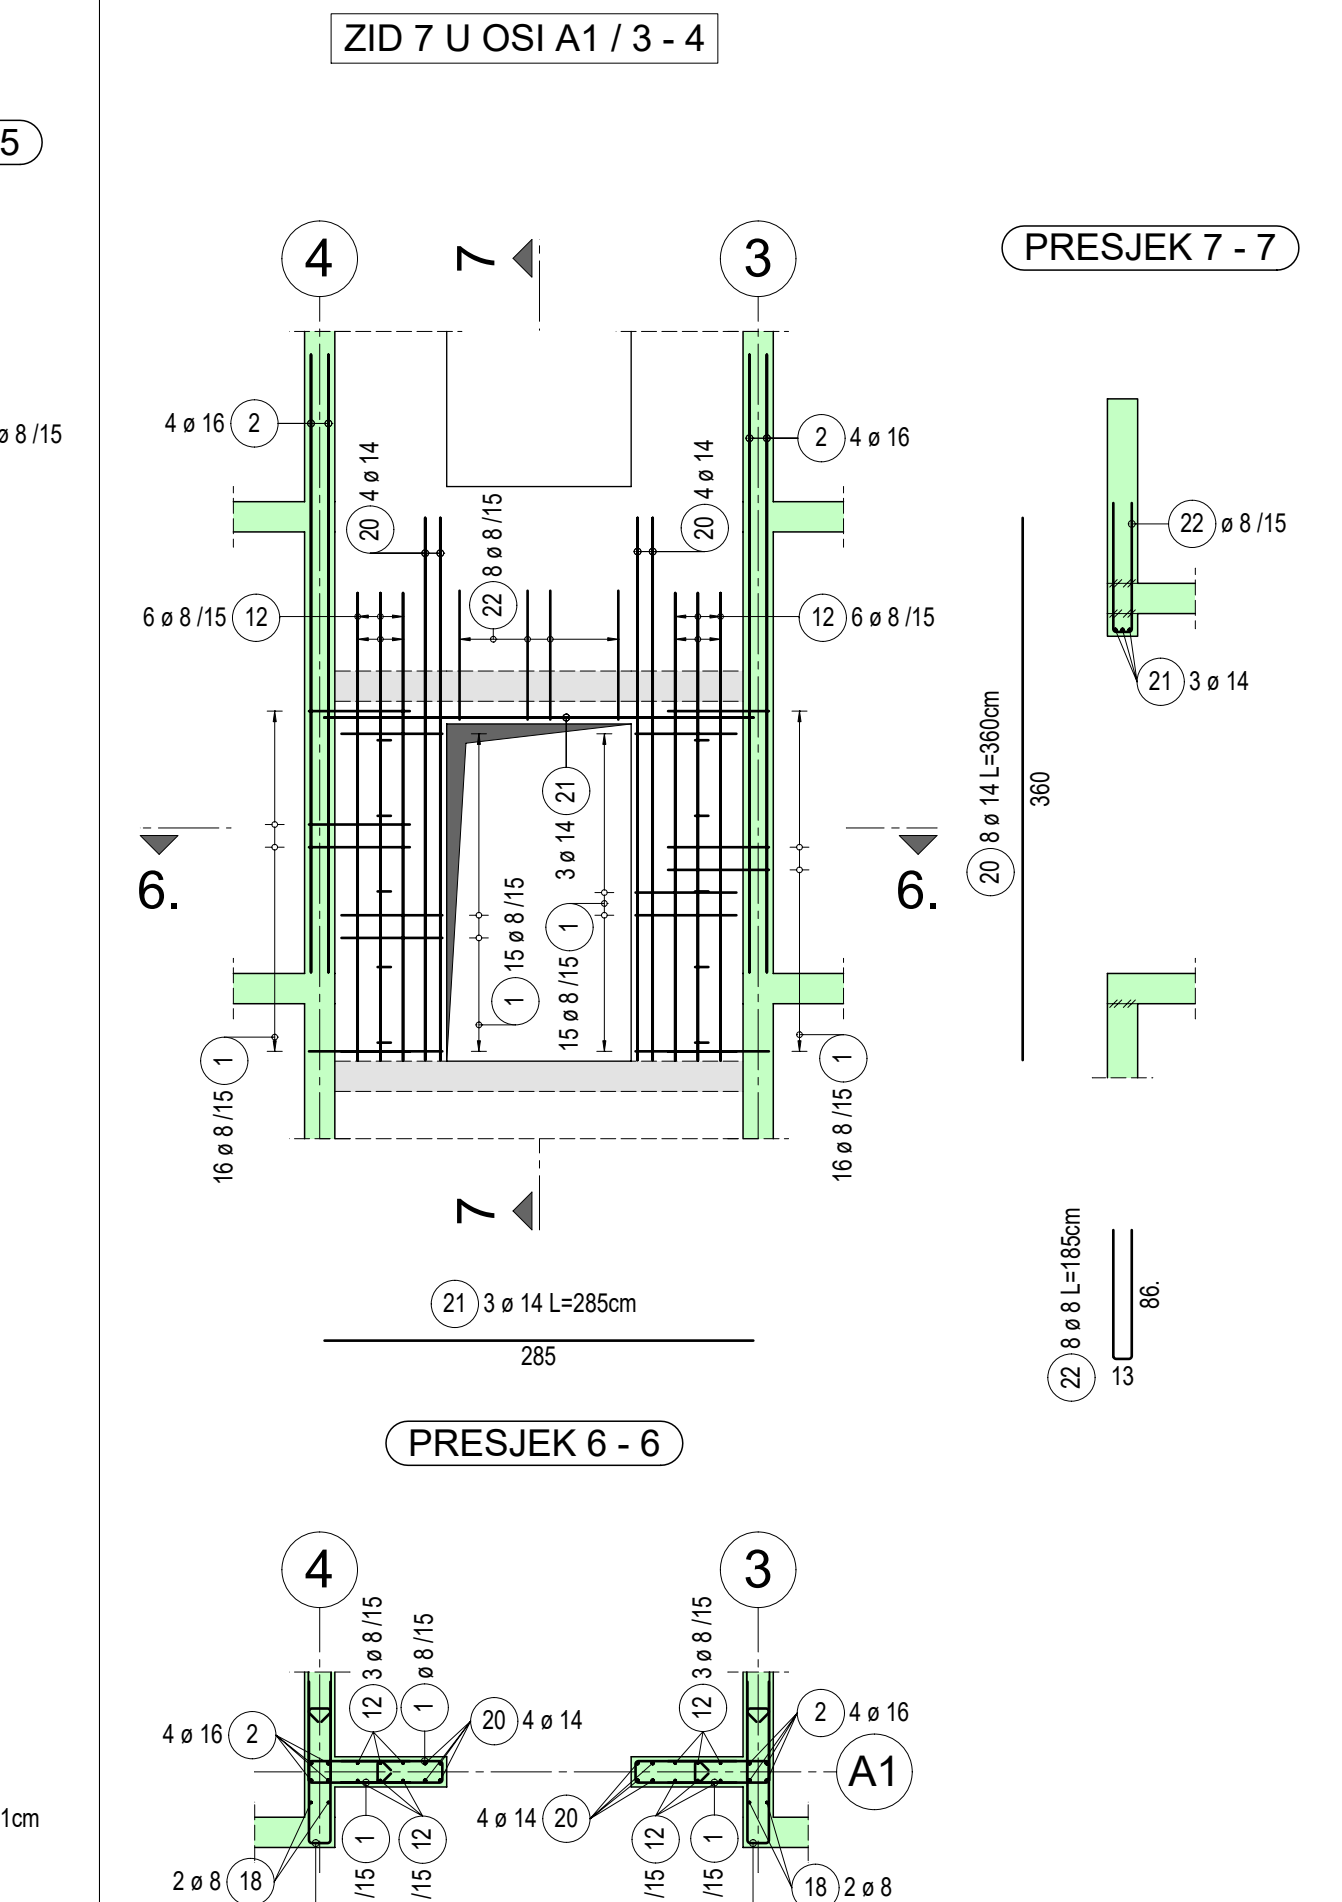 ZID 7 U OSI A1 / 3 - 4
5
ø 8 /15
4
7
3
PRESJEK 7 - 7
4 ø 16 2
2 4 ø 16
20 4 ø 14
22 8 ø 8 /15
20 4 ø 14
22 ø 8 /15
6 ø 8 /15 12
12 6 ø 8 /15
21 3 ø 14
20 8 ø 14 L=360cm
360
3 ø 14 21
6.
6.
1 15 ø 8 /15
15 ø 8 /15 1
16 ø 8 /15 1
16 ø 8 /15 1
7
22 8 ø 8 L=185cm
86.
13
21 3 ø 14 L=285cm
285
PRESJEK 6 - 6
4
3
12 3 ø 8 /15
1 ø 8 /15
12 3 ø 8 /15
4 ø 16 2
20 4 ø 14
2 4 ø 16
A1
1cm
4 ø 14 20
1
12
12
1
/15
/15
/15
/15
2 ø 8 18
18 2 ø 8